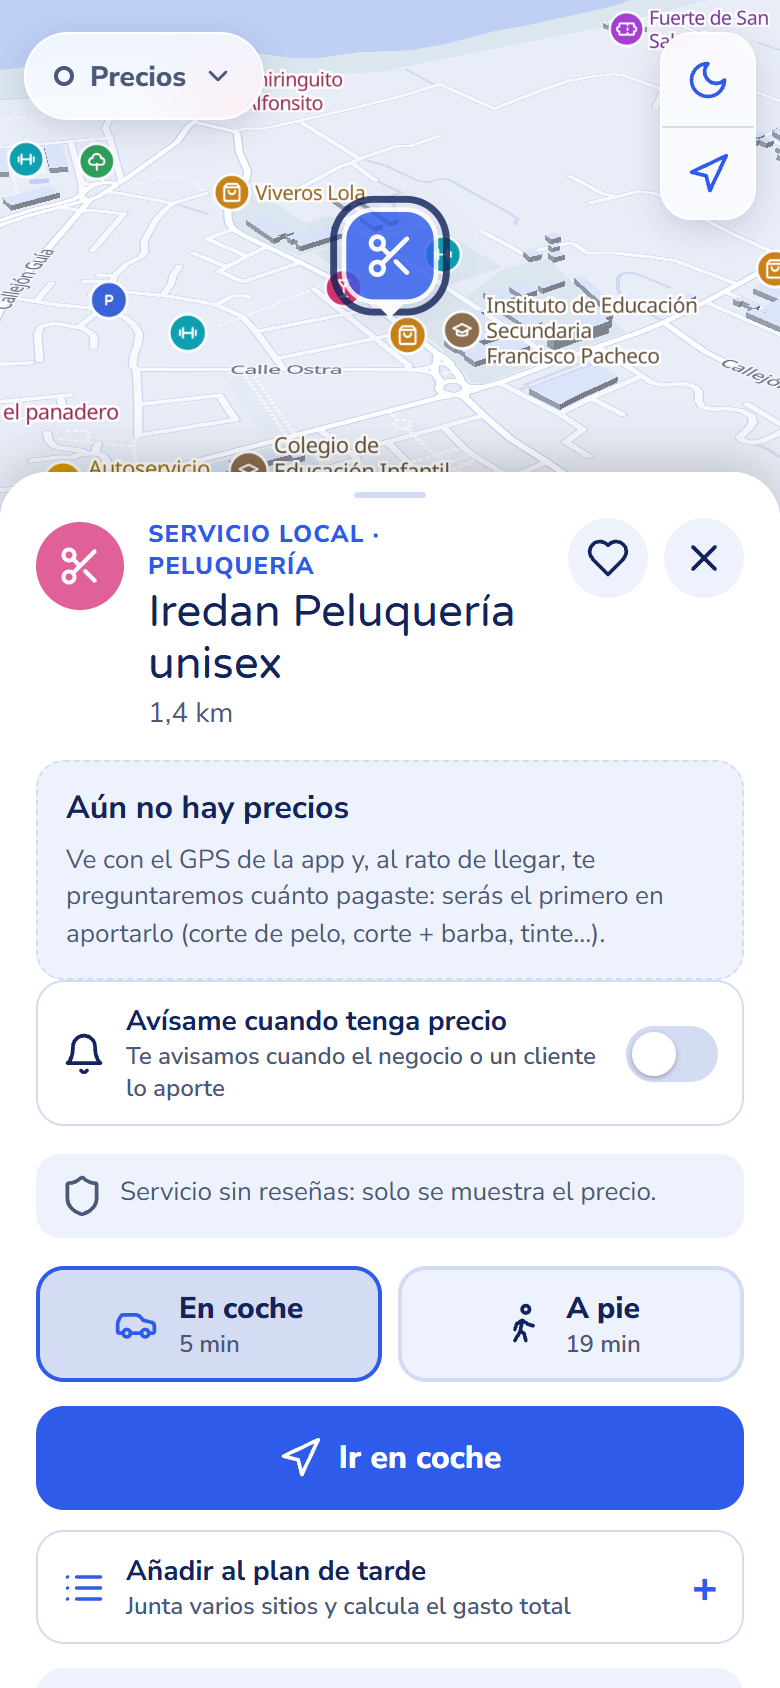 Fuerte de San
Precios
Viveros Lola
Callejón Guía
P
Instituto de Educación
Secundaria
Francisco Pacheco
Calle Ostra
el panadero
Colegio de
Educación Infantil
Autoservicio
SERVICIO LOCAL ·
PELUQUERÍA
Iredan Peluquería
unisex
1,4 km
Aún no hay precios
Ve con el GPS de la app y, al rato de llegar, te
preguntaremos cuánto pagaste: serás el primero en
aportarlo (corte de pelo, corte + barba, tinte...).
Avísame cuando tenga precio
Te avisamos cuando el negocio o un cliente
lo aporte
Servicio sin reseñas: solo se muestra el precio.
En coche
5 min
A pie
19 min
Ir en coche
Añadir al plan de tarde
Junta varios sitios y calcula el gasto total